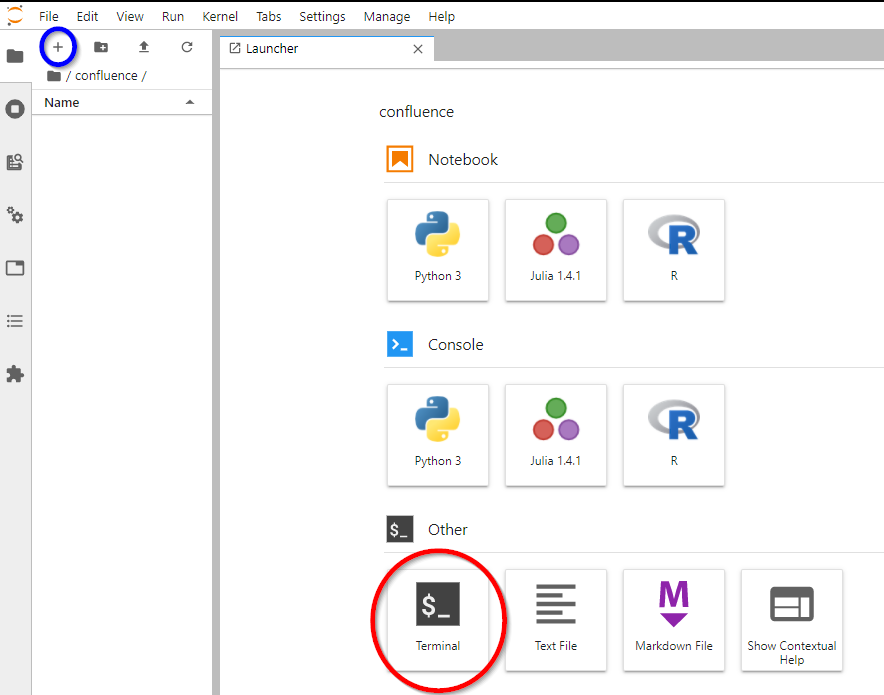 File Edit View Run Kernel Tabs Settings Manage Help
Launcher
/ confluence /
Name
confluence
Notebook
Python 3
Julia 1.4.1
R
Console
Python 3
Julia 1.4.1
R
$_ Other
$_
Terminal
Text File
M
Markdown File
Show Contextual
Help